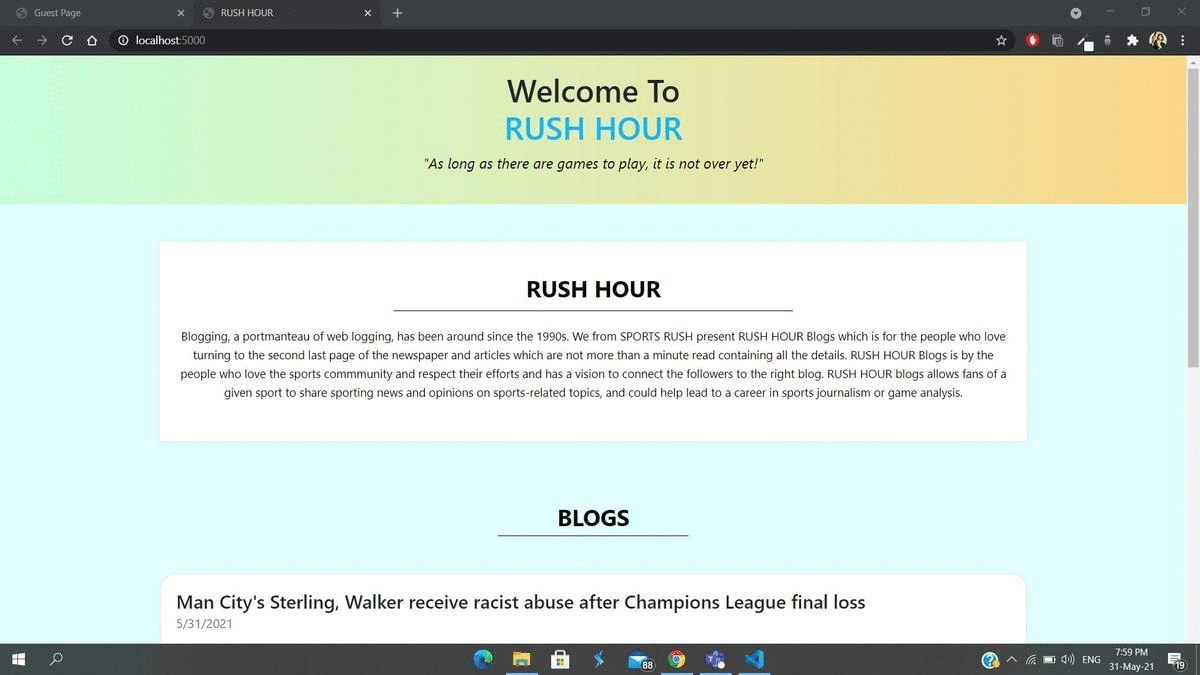 Guest Page
RUSH HOUR
localhost:5000
Welcome To
RUSH HOUR
"As long as there are games to play, it is not over yet!"
RUSH HOUR
Blogging, a portmanteau of web logging, has been around since the 1990s. We from SPORTS RUSH present RUSH HOUR Blogs which is for the people who love
turning to the second last page of the newspaper and articles which are not more than a minute read containing all the details. RUSH HOUR Blogs is by the
people who love the sports commmunity and respect their efforts and has a vision to connect the followers to the right blog. RUSH HOUR blogs allows fans of a
given sport to share sporting news and opinions on sports-related topics, and could help lead to a career in sports journalism or game analysis.
BLOGS
Man City's Sterling, Walker receive racist abuse after Champions League final loss
5/31/2021
88
ENG
7:59 PM
31-May-21
19